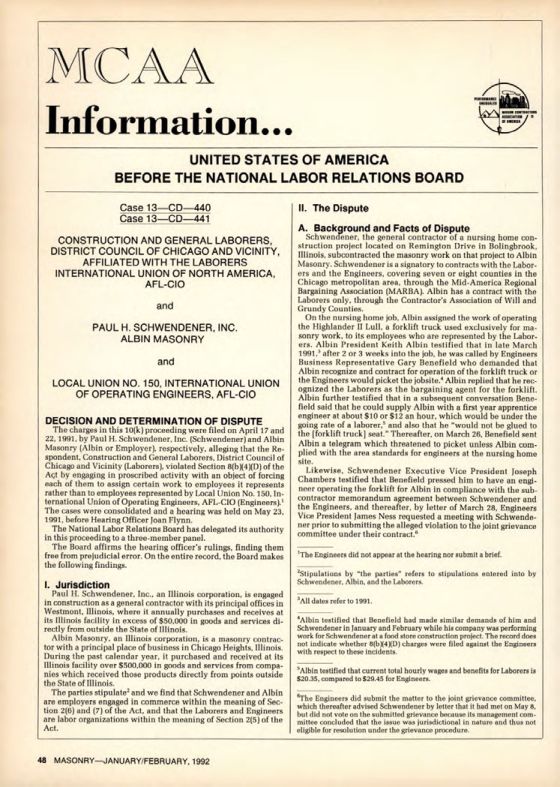 MCAA
Information...
PERFORMANCE
MASON CONTRACTORS
ASSOCIATION
OF AMERICA
UNITED STATES OF AMERICA
BEFORE THE NATIONAL LABOR RELATIONS BOARD
Case 13—CD—440
Case 13—CD—441
CONSTRUCTION AND GENERAL LABORERS,
DISTRICT COUNCIL OF CHICAGO AND VICINITY,
AFFILIATED WITH THE LABORERS
INTERNATIONAL UNION OF NORTH AMERICA,
AFL-CIO
and
PAUL H. SCHWENDENER, INC.
ALBIN MASONRY
and
LOCAL UNION NO. 150, INTERNATIONAL UNION
OF OPERATING ENGINEERS, AFL-CIO
DECISION AND DETERMINATION OF DISPUTE
The charges in this 10(k) proceeding were filed on April 17 and
22, 1991, by Paul H. Schwendener, Inc. (Schwendener) and Albin
Masonry (Albin or Employer), respectively, alleging that the Re-
spondent, Construction and General Laborers, District Council of
Chicago and Vicinity (Laborers), violated Section 8(b)(4)(D) of the
Act by engaging in proscribed activity with an object of forcing
each of them to assign certain work to employees it represents
rather than to employees represented by Local Union No. 150, In-
ternational Union of Operating Engineers, AFL-CIO (Engineers).¹
The cases were consolidated and a hearing was held on May 23,
1991, before Hearing Officer Joan Flynn.
The National Labor Relations Board has delegated its authority
in this proceeding to a three-member panel.
The Board affirms the hearing officer's rulings, finding them
free from prejudicial error. On the entire record, the Board makes
the following findings.
I. Jurisdiction
Paul H. Schwendener, Inc., an Illinois corporation, is engaged
in construction as a general contractor with its principal offices in
Westmont, Illinois, where it annually purchases and receives at
its Illinois facility in excess of $50,000 in goods and services di-
rectly from outside the State of Illinois.
Albin Masonry, an Illinois corporation, is a masonry contrac-
tor with a principal place of business in Chicago Heights, Illinois.
During the past calendar year, it purchased and received at its
Illinois facility over $500,000 in goods and services from compa-
nies which received those products directly from points outside
the State of Illinois.
The parties stipulate² and we find that Schwendener and Albin
are employers engaged in commerce within the meaning of Sec-
tion 2(6) and (7) of the Act, and that the Laborers and Engineers
are labor organizations within the meaning of Section 2(5) of the
Act.
II. The Dispute
A. Background and Facts of Dispute
Schwendener, the general contractor of a nursing home con-
struction project located on Remington Drive in Bolingbrook,
Illinois, subcontracted the masonry work on that project to Albin
Masonry. Schwendener is a signatory to contracts with the Labor-
ers and the Engineers, covering seven or eight counties in the
Chicago metropolitan area, through the Mid-America Regional
Bargaining Association (MARBA). Albin has a contract with the
Laborers only, through the Contractor's Association of Will and
Grundy Counties.
On the nursing home job, Albin assigned the work of operating
the Highlander II Lull, a forklift truck used exclusively for ma-
sonry work, to its employees who are represented by the Labor-
ers. Albin President Keith Albin testified that in late March
1991,³ after 2 or 3 weeks into the job, he was called by Engineers
Business Representative Gary Benefield who demanded that
Albin recognize and contract for operation of the forklift truck or
the Engineers would picket the jobsite.⁴ Albin replied that he rec-
ognized the Laborers as the bargaining agent for the forklift.
Albin further testified that in a subsequent conversation Bene-
field said that he could supply Albin with a first year apprentice
engineer at about $10 or $12 an hour, which would be under the
going rate of a laborer,⁵ and also that he "would not be glued to
the [forklift truck] seat." Thereafter, on March 26, Benefield sent
Albin a telegram which threatened to picket unless Albin com-
plied with the area standards for engineers at the nursing home
site.
Likewise, Schwendener Executive Vice President Joseph
Chambers testified that Benefield pressed him to have an engi-
neer operating the forklift for Albin in compliance with the sub-
contractor memorandum agreement between Schwendener and
the Engineers, and thereafter, by letter of March 28, Engineers
Vice President James Ness requested a meeting with Schwende-
ner prior to submitting the alleged violation to the joint grievance
committee under their contract.⁶
¹The Engineers did not appear at the hearing nor submit a brief.
²Stipulations by "the parties" refers to stipulations entered into by
Schwendener, Albin, and the Laborers.
³All dates refer to 1991.
⁴Albin testified that Benefield had made similar demands of him and
Schwendener in January and February while his company was performing
work for Schwendener at a food store construction project. The record does
not indicate whether 8(b)(4)(D) charges were filed against the Engineers
with respect to these incidents.
⁵Albin testified that current total hourly wages and benefits for Laborers is
$20.35, compared to $29.45 for Engineers.
⁶The Engineers did submit the matter to the joint grievance committee,
which thereafter advised Schwendener by letter that it had met on May 8,
but did not vote on the submitted grievance because its management com-
mittee concluded that the issue was jurisdictional in nature and thus not
eligible for resolution under the grievance procedure.
48 MASONRY—JANUARY/FEBRUARY, 1992